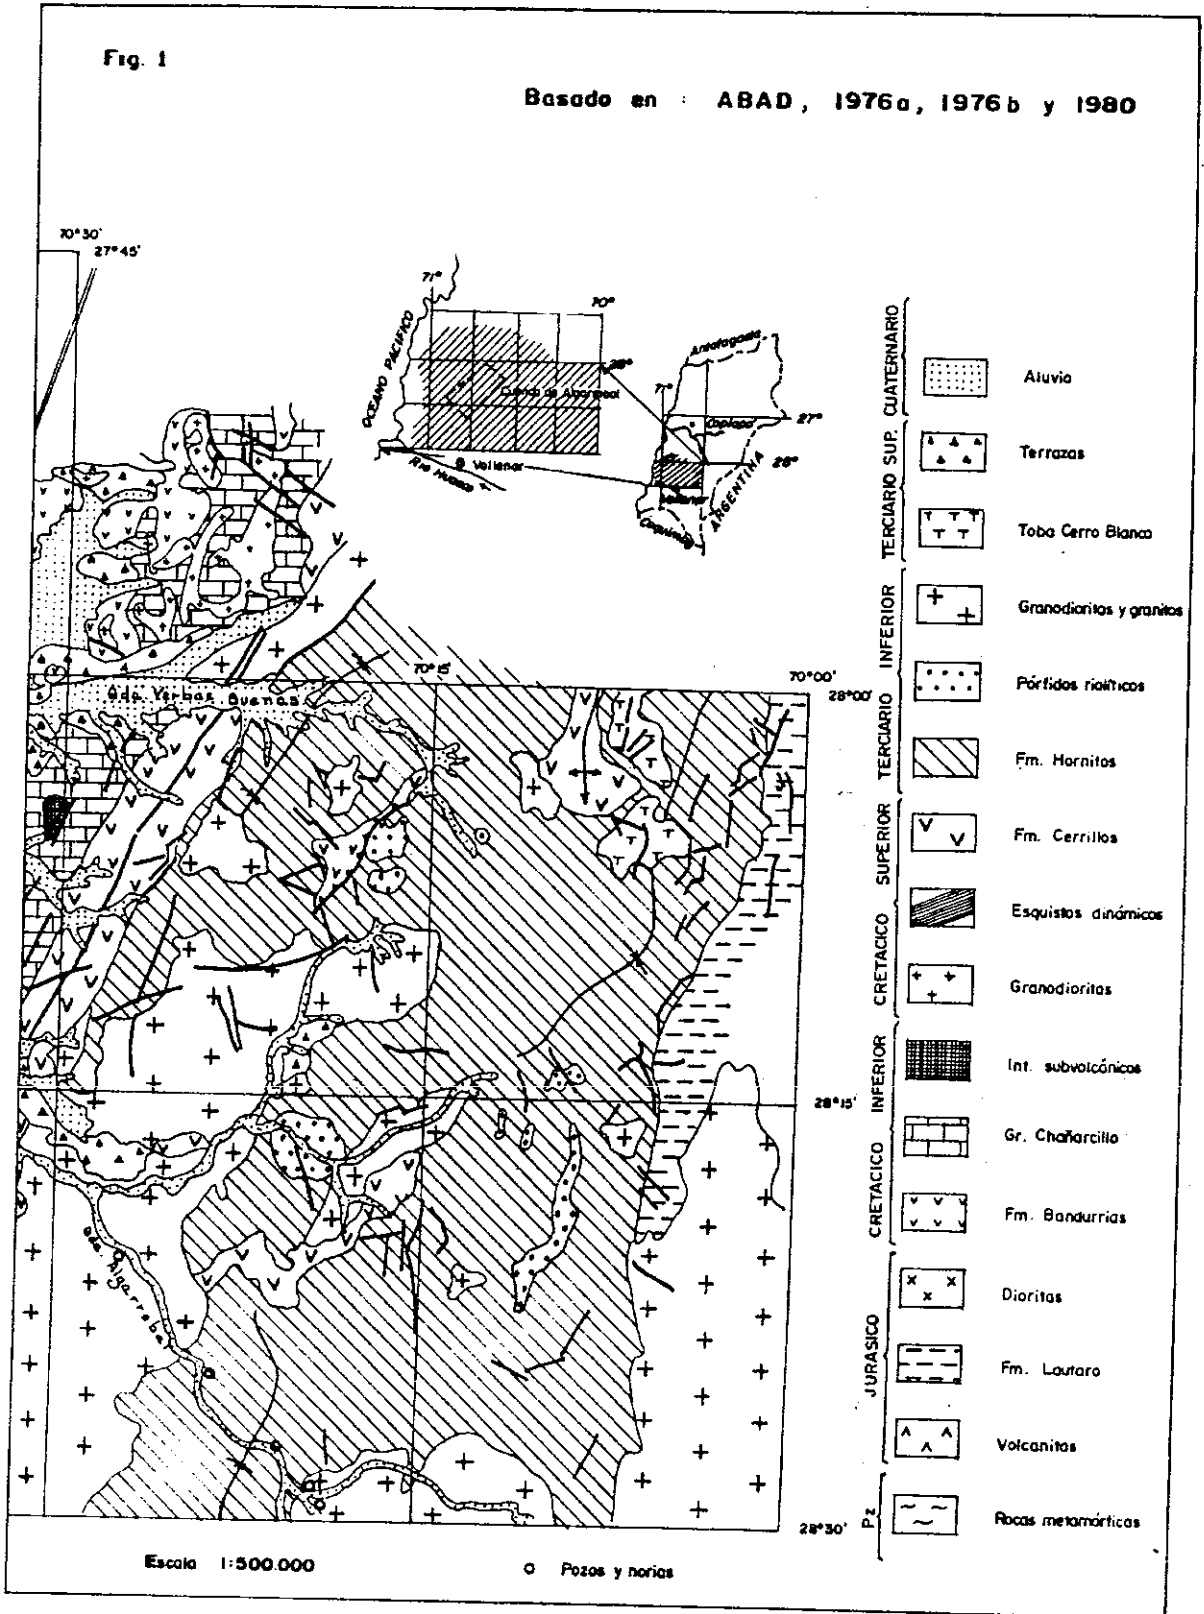 Fig. 1
Basado en : ABAD, 1976a, 1976b y 1980
70°30'
27°45'
71°
70°
OCEANO PACIFICO
28°
Cuenca de Algarrobal
Vallenar
Río Huasco
Antofagasta
71°
27°
Copiapo
28°
Vallenar
ARGENTINA
Coquimbo
70°15'
70°00'
28°00'
Qda. Yerbas Buenas
28°15'
Qda. Algarrobal
28°30'
CUATERNARIO
Aluvio
TERCIARIO SUP.
Terrazas
Toba Cerro Blanco
TERCIARIO INFERIOR
Granodioritas y granitos
Pórfidos riolíticos
Fm. Hornitos
CRETACICO SUPERIOR
Fm. Cerrillos
Esquistos dinámicos
Granodioritas
CRETACICO INFERIOR
Int. subvolcánicos
Gr. Chañarcillo
Fm. Bandurrias
JURASICO
Dioritas
Fm. Lautaro
Volcanitas
Pz
Rocas metamórficas
Escala 1:500.000
Pozos y norias